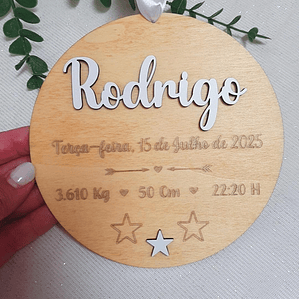 Rodrigo
Terça-feira, 15 de Julho de 2025
3.610 Kg 50 Cm 22:20 H